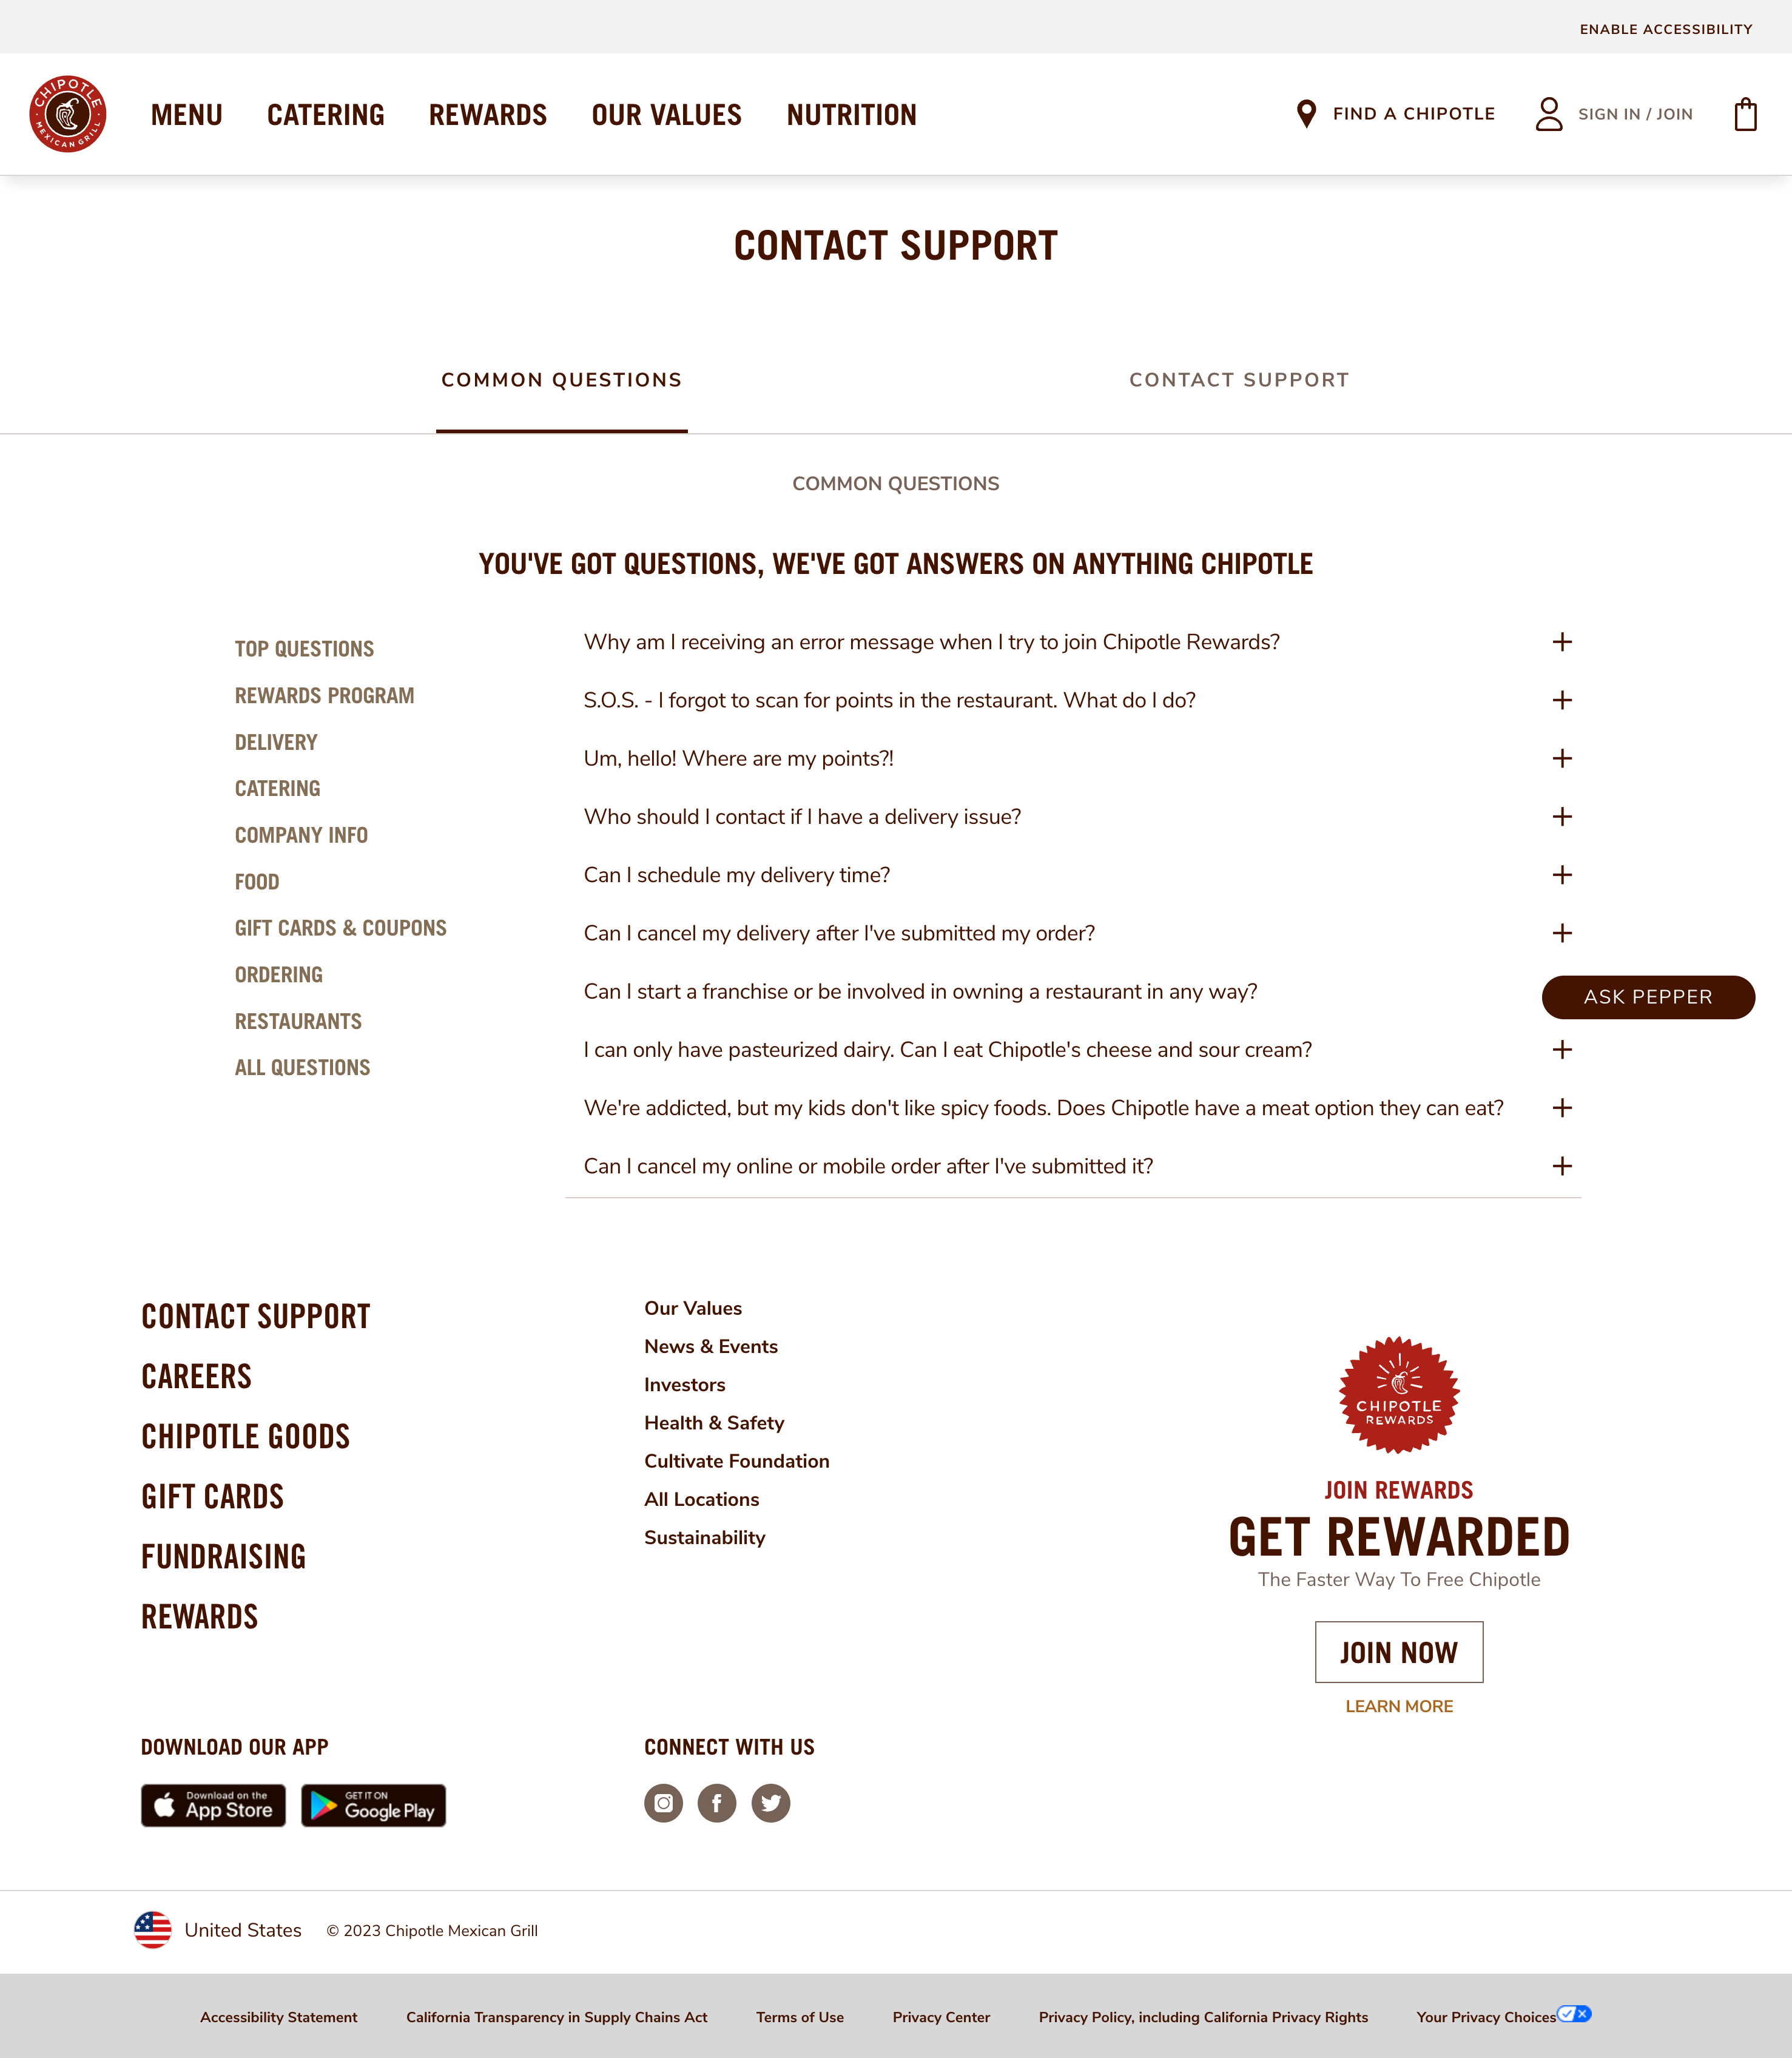 ENABLE ACCESSIBILITY
CHIPOTLE
MEXICAN GRILL
MENU
CATERING
REWARDS
OUR VALUES
NUTRITION
FIND A CHIPOTLE
SIGN IN / JOIN
CONTACT SUPPORT
COMMON QUESTIONS
CONTACT SUPPORT
COMMON QUESTIONS
YOU'VE GOT QUESTIONS, WE'VE GOT ANSWERS ON ANYTHING CHIPOTLE
TOP QUESTIONS
REWARDS PROGRAM
DELIVERY
CATERING
COMPANY INFO
FOOD
GIFT CARDS & COUPONS
ORDERING
RESTAURANTS
ALL QUESTIONS
Why am I receiving an error message when I try to join Chipotle Rewards?
S.O.S. - I forgot to scan for points in the restaurant. What do I do?
Um, hello! Where are my points?!
Who should I contact if I have a delivery issue?
Can I schedule my delivery time?
Can I cancel my delivery after I've submitted my order?
Can I start a franchise or be involved in owning a restaurant in any way?
ASK PEPPER
I can only have pasteurized dairy. Can I eat Chipotle's cheese and sour cream?
We're addicted, but my kids don't like spicy foods. Does Chipotle have a meat option they can eat?
Can I cancel my online or mobile order after I've submitted it?
CONTACT SUPPORT
CAREERS
CHIPOTLE GOODS
GIFT CARDS
FUNDRAISING
REWARDS
Our Values
News & Events
Investors
Health & Safety
Cultivate Foundation
All Locations
Sustainability
CHIPOTLE
REWARDS
JOIN REWARDS
GET REWARDED
The Faster Way To Free Chipotle
JOIN NOW
LEARN MORE
DOWNLOAD OUR APP
Download on the
App Store
GET IT ON
Google Play
CONNECT WITH US
United States
© 2023 Chipotle Mexican Grill
Accessibility Statement
California Transparency in Supply Chains Act
Terms of Use
Privacy Center
Privacy Policy, including California Privacy Rights
Your Privacy Choices